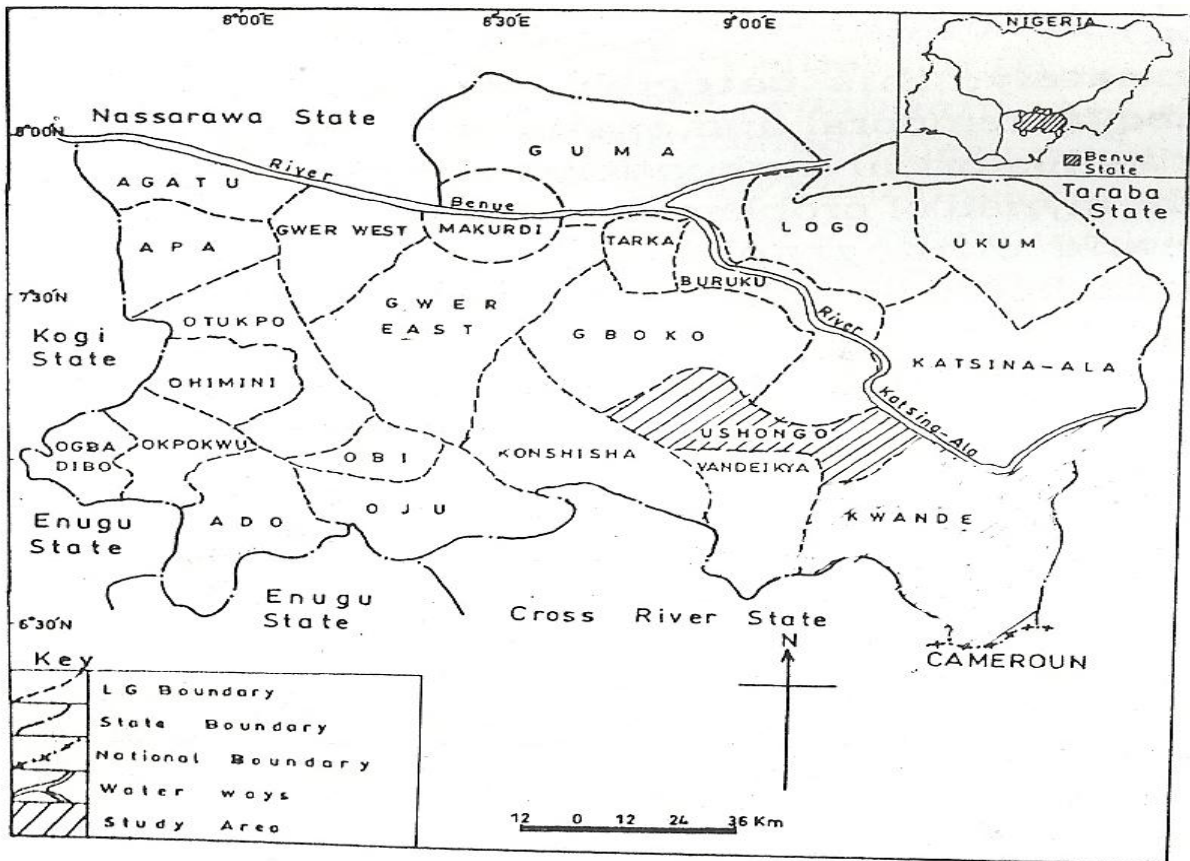 8°00'E 8°30'E 9°00'E
NIGERIA
Benue
State
Nassarawa State
8°00N
GUMA
River
Benue
AGATU
Taraba
State
APA
GWER WEST
MAKURDI
TARKA
LOGO
UKUM
BURUKU
7°30'N
GWER
EAST
OTUKPO
River
Kogi
State
GBOKO
KATSINA-ALA
OHIMINI
Katsina-Ala
USHONGO
OGBA
DIBO
OKPOKWU
OBI
KONSHISHA
VANDEIKYA
ADO
OJU
KWANDE
Enugu
State
Enugu
State
Cross River State
N
6°30'N
CAMEROUN
Key
LG Boundary
State Boundary
National Boundary
Water ways
Study Area
12 0 12 24 36 Km